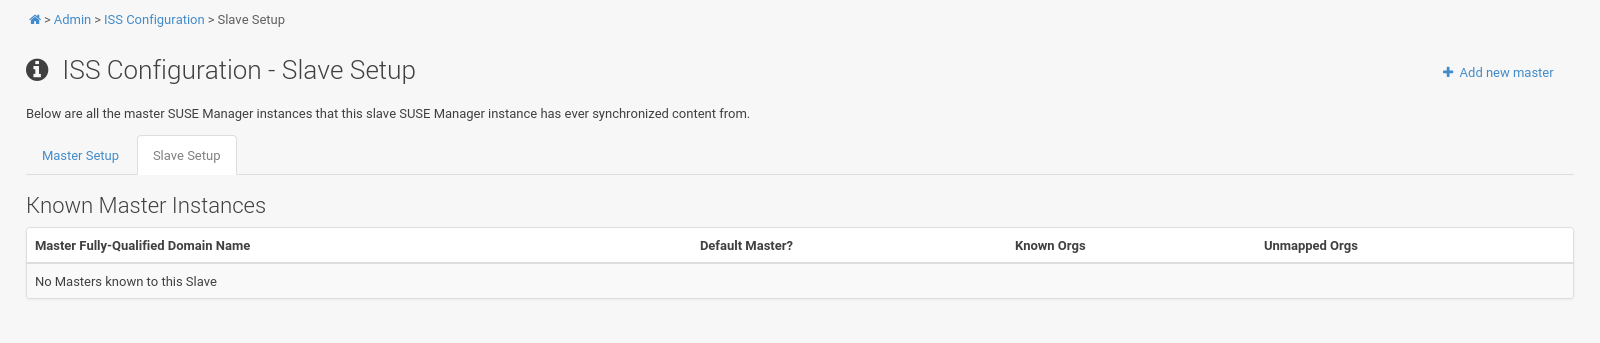 > Admin > ISS Configuration > Slave Setup
ISS Configuration - Slave Setup
Add new master
Below are all the master SUSE Manager instances that this slave SUSE Manager instance has ever synchronized content from.
Master Setup Slave Setup
Known Master Instances
Master Fully-Qualified Domain Name Default Master? Known Orgs Unmapped Orgs
No Masters known to this Slave